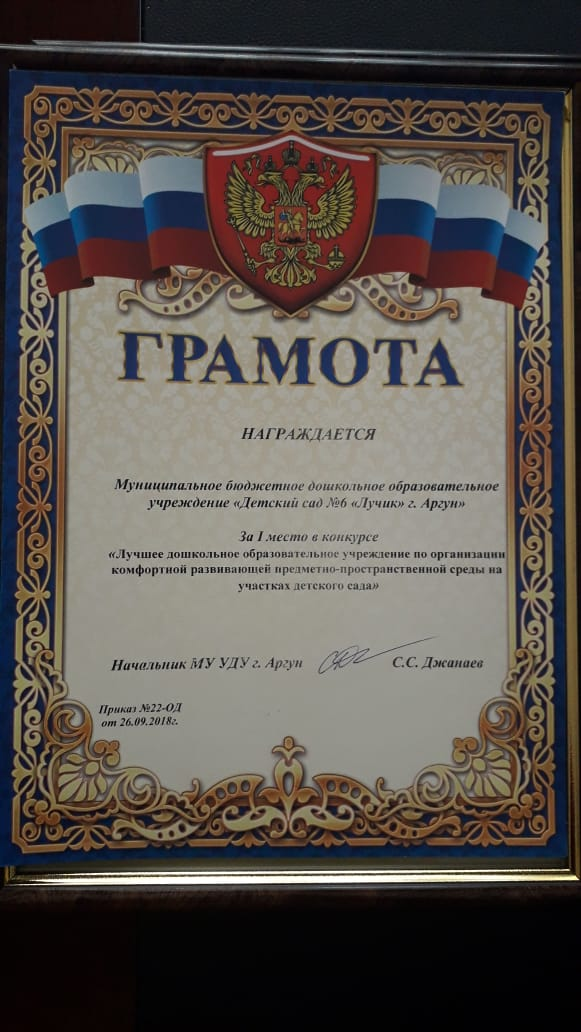 ГРАМОТА
НАГРАЖДАЕТСЯ
Муниципальное бюджетное дошкольное образовательное
учреждение «Детский сад №6 «Лучик» г. Аргун»
За I место в конкурсе
«Лучшее дошкольное образовательное учреждение по организации
комфортной развивающей предметно-пространственной среды на
участках детского сада»
Начальник МУ УДУ г. Аргун С.С. Джанаев
Приказ №22-ОД
от 26.09.2018г.